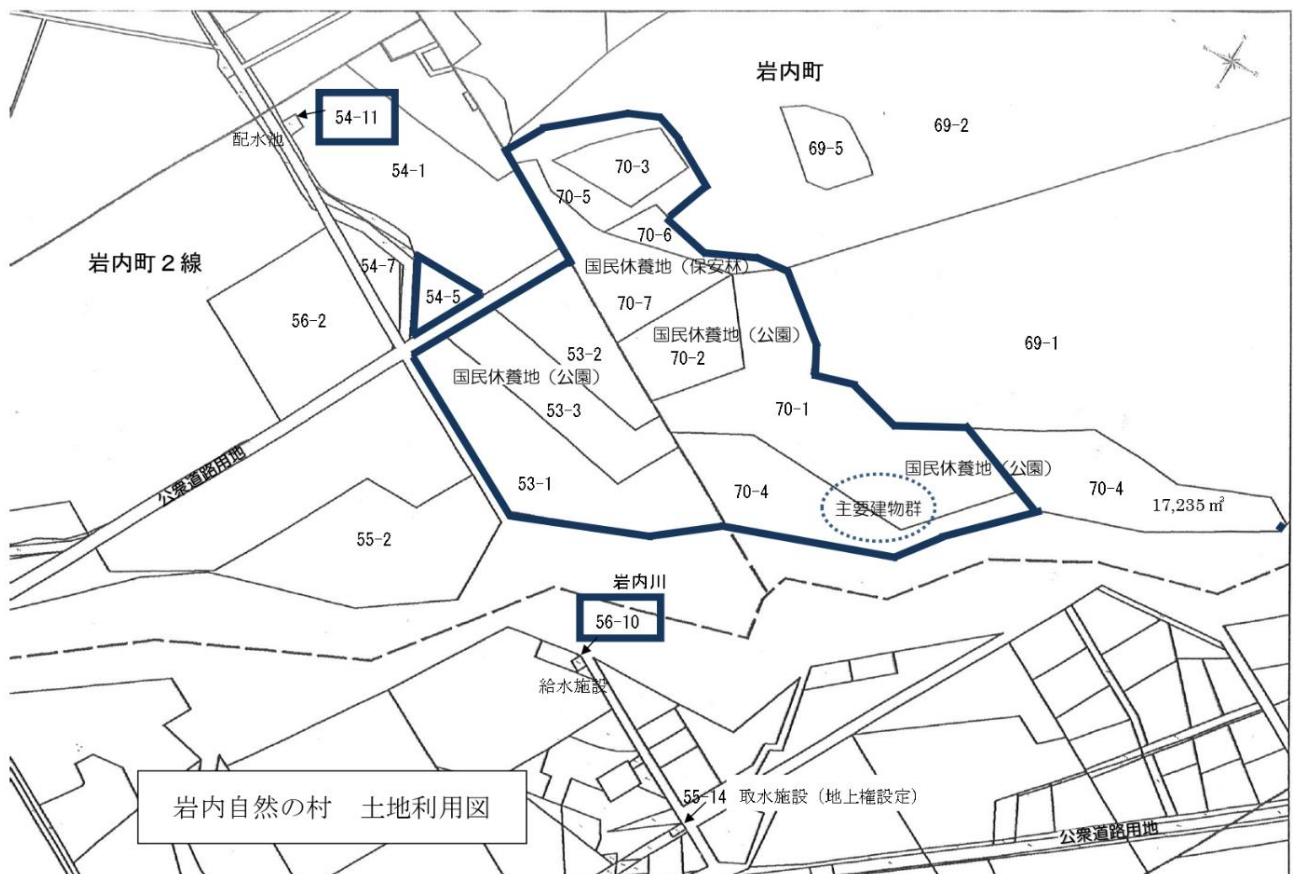 岩内町
69-2
69-5
54-11
配水池
54-1
70-3
70-5
70-6
岩内町2線
54-7
54-5
国民休養地（保安林）
70-7
56-2
国民休養地（公園）
70-2
69-1
53-2
国民休養地（公園）
53-3
70-1
公衆道路用地
53-1
国民休養地（公園）
70-4
主要建物群
70-4
17,235㎡
55-2
岩内川
56-10
給水施設
岩内自然の村　土地利用図
55-14 取水施設（地上権設定）
公衆道路用地